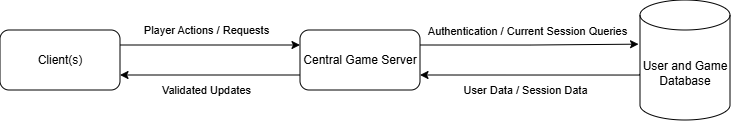 Player Actions / Requests
Authentication / Current Session Queries
Client(s)
Central Game Server
User and Game
Database
Validated Updates
User Data / Session Data